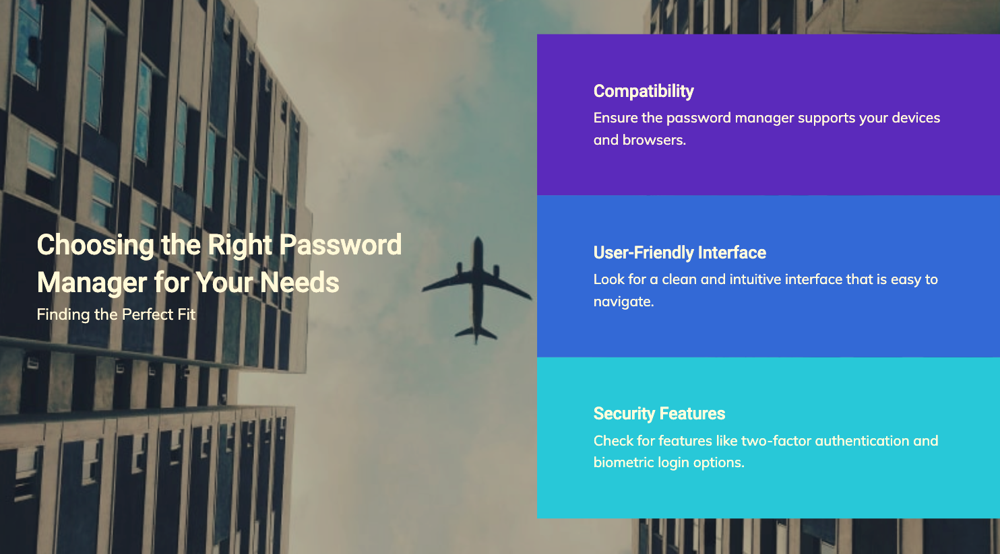 Choosing the Right Password
Manager for Your Needs
Finding the Perfect Fit
Compatibility
Ensure the password manager supports your devices
and browsers.
User-Friendly Interface
Look for a clean and intuitive interface that is easy to
navigate.
Security Features
Check for features like two-factor authentication and
biometric login options.